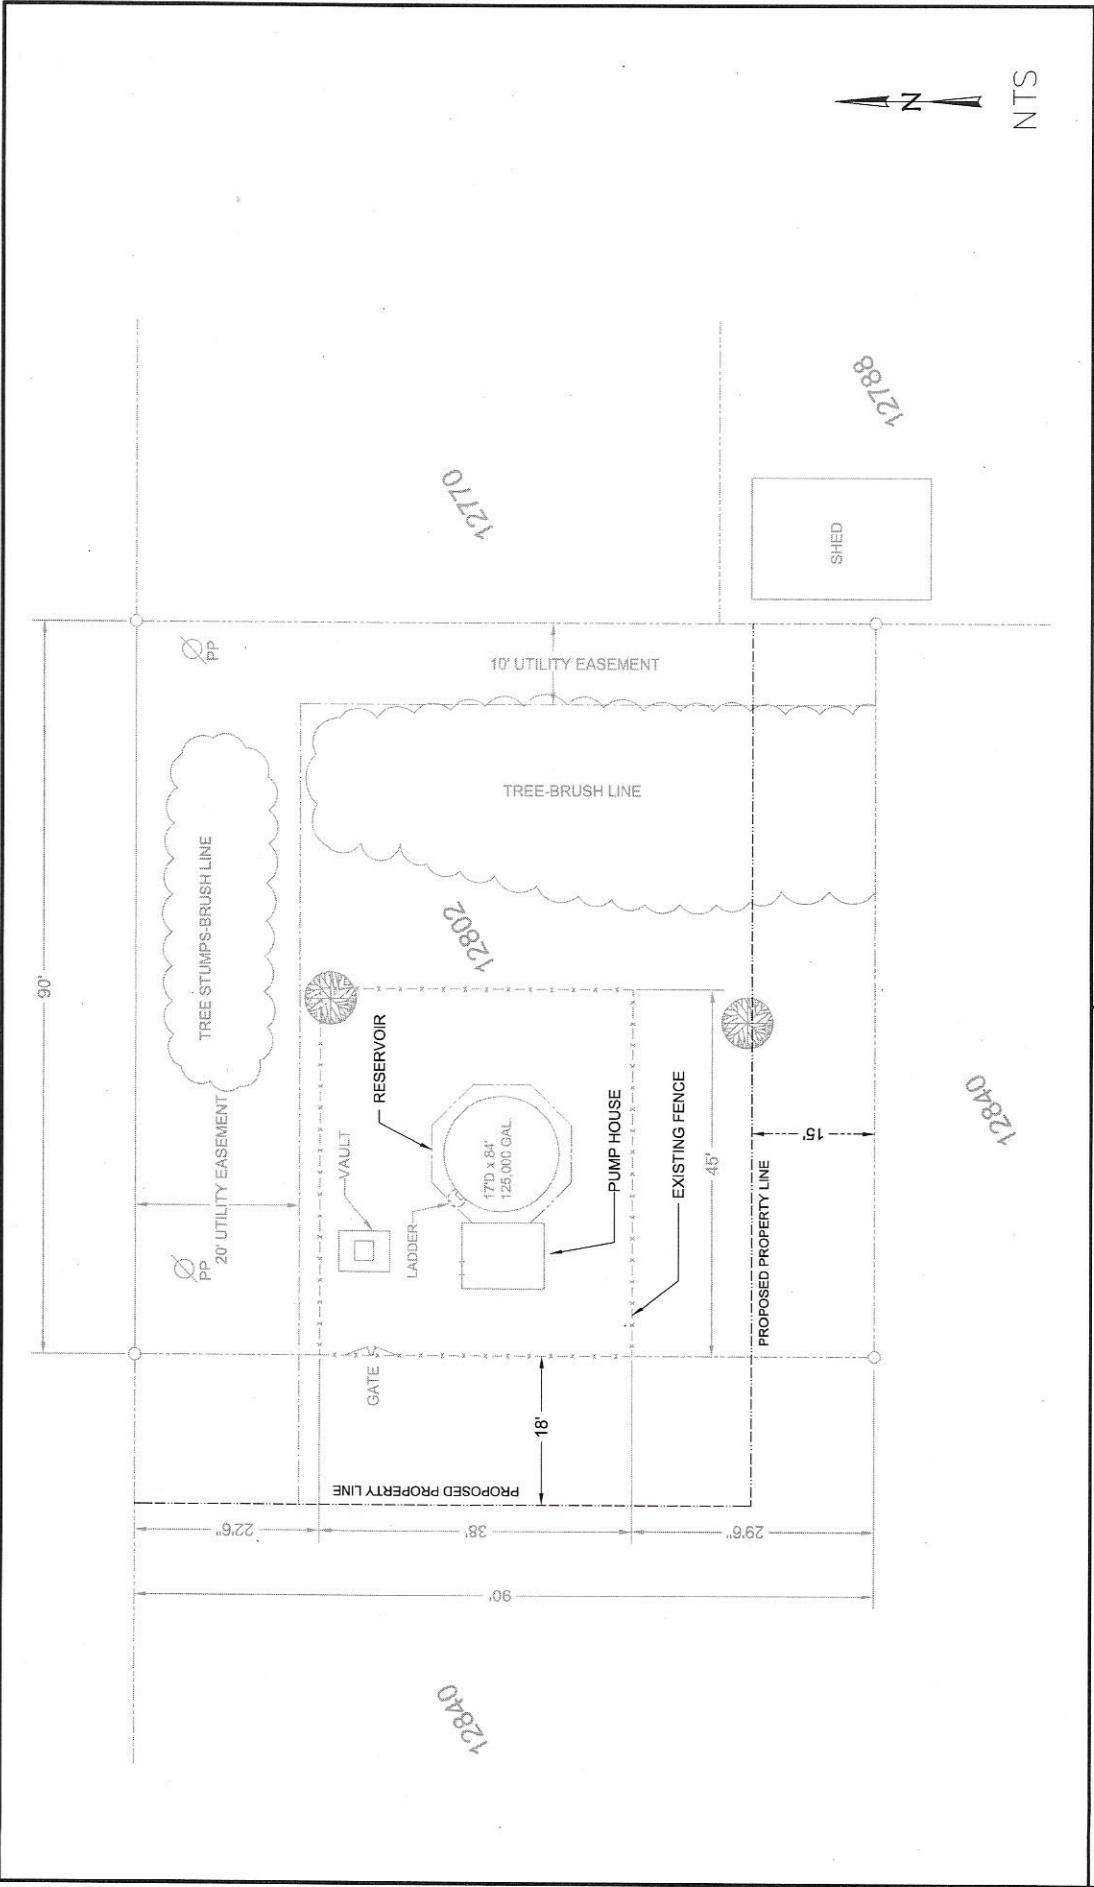 NTS
N
90'
PP
PP
TREE STUMPS-BRUSH LINE
20' UTILITY EASEMENT
10' UTILITY EASEMENT
TREE-BRUSH LINE
12770
12788
SHED
12802
RESERVOIR
VAULT
LADDER
17'D x 84'
125,000 GAL.
PUMP HOUSE
EXISTING FENCE
45'
15'
PROPOSED PROPERTY LINE
GATE
18'
PROPOSED PROPERTY LINE
22'6"
38'
29'6"
90'
12840
12840